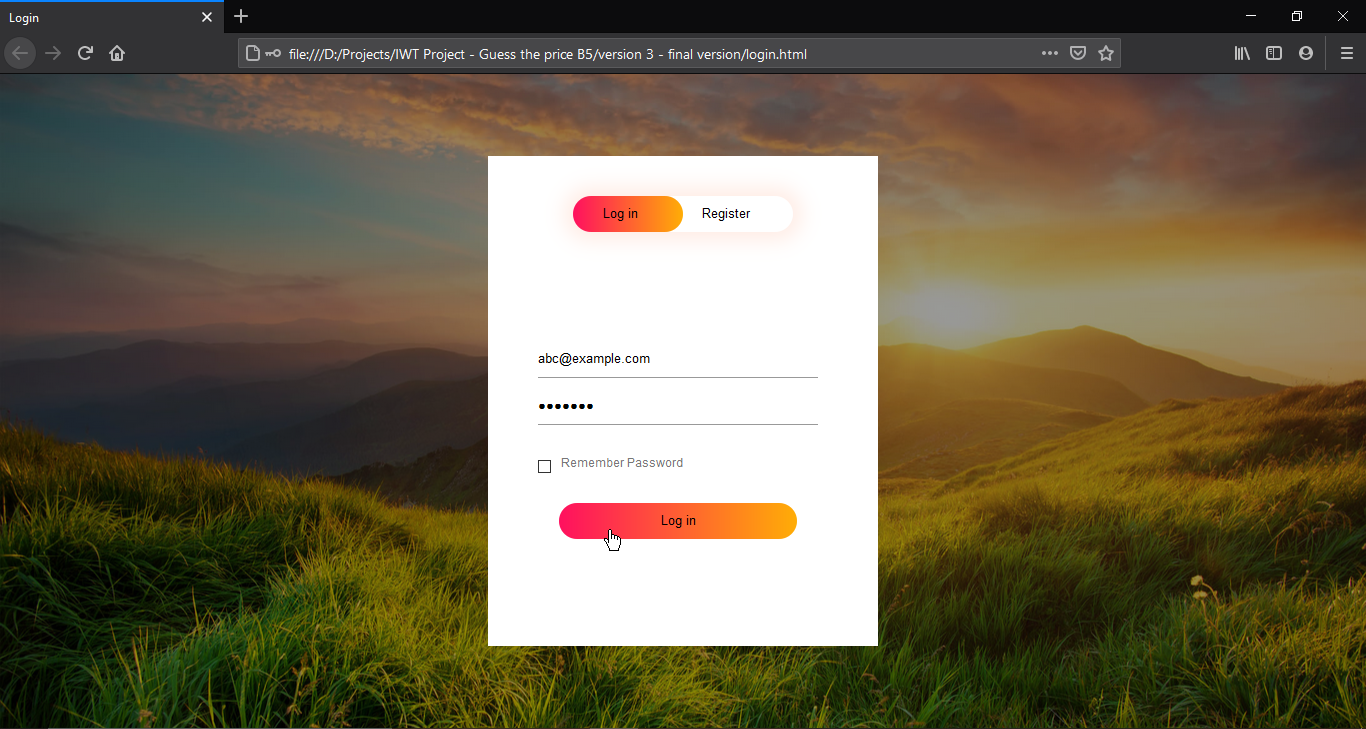 Login
file:///D:/Projects/IWT Project - Guess the price B5/version 3 - final version/login.html
Log in Register
abc@example.com
•••••••
Remember Password
Log in